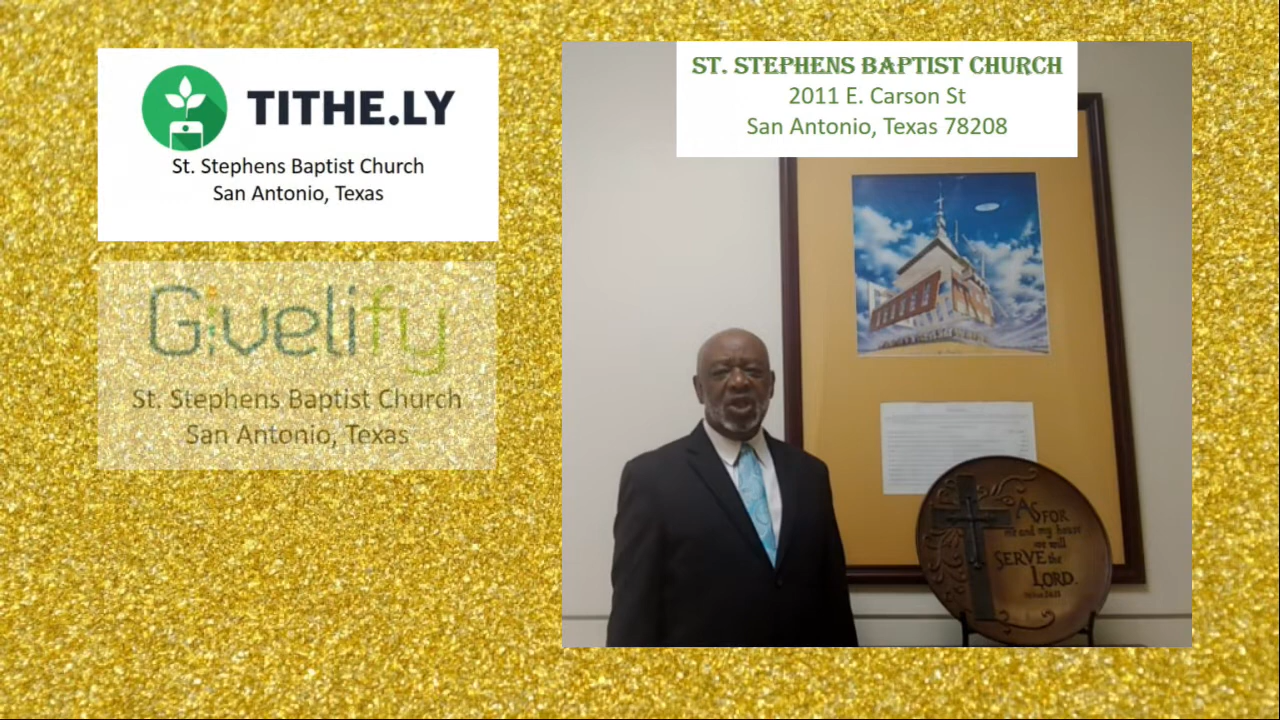 TITHE.LY
St. Stephens Baptist Church
San Antonio, Texas
Givelify
St. Stephens Baptist Church
San Antonio, Texas
ST. STEPHENS BAPTIST CHURCH
2011 E. Carson St
San Antonio, Texas 78208
AS FOR
me and my house
we will
SERVE the
LORD.